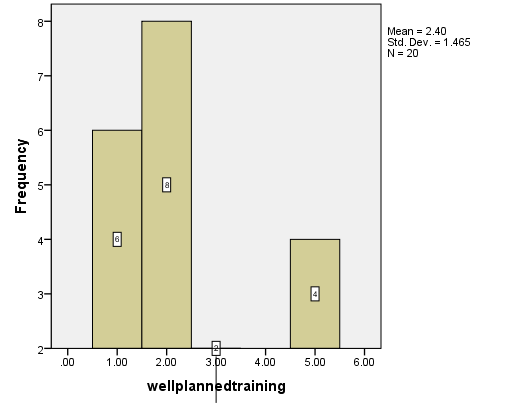 Mean = 2.40
Std. Dev. = 1.465
N = 20
Frequency
8
7
6
5
4
3
2
8
6
4
2
.00 1.00 2.00 3.00 4.00 5.00 6.00
wellplannedtraining